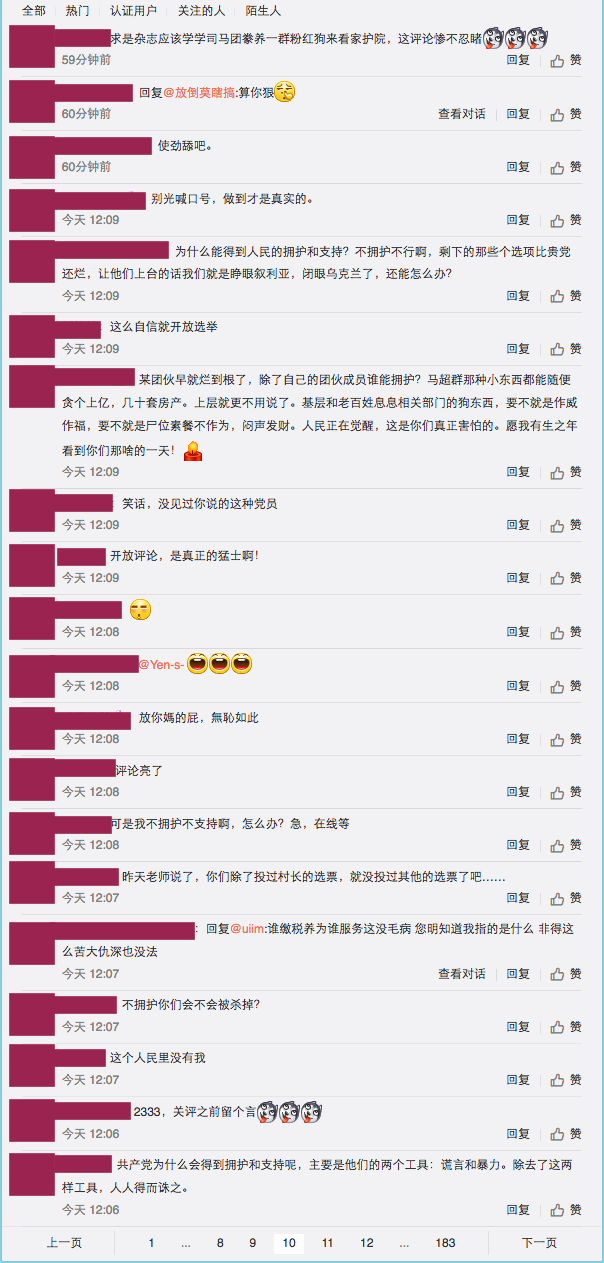 全部 热门 认证用户 关注的人 陌生人
求是杂志应该学学司马团豢养一群粉红狗来看家护院，这评论惨不忍睹
59分钟前 回复 赞
回复@放倒莫瞎搞:算你狠
60分钟前 查看对话 回复 赞
使劲舔吧。
60分钟前 回复 赞
别光喊口号，做到才是真实的。
今天 12:09 回复 赞
为什么能得到人民的拥护和支持？不拥护不行啊，剩下的那些个选项比贵党
还烂，让他们上台的话我们就是睁眼叙利亚，闭眼乌克兰了，还能怎么办？
今天 12:09 回复 赞
：这么自信就开放选举
今天 12:09 回复 赞
某团伙早就烂到根了，除了自己的团伙成员谁能拥护？马超群那种小东西都能随便
贪个上亿，几十套房产。上层就更不用说了。基层和老百姓息息相关部门的狗东西，要不就是作威
作福，要不就是尸位素餐不作为，闷声发财。人民正在觉醒，这是你们真正害怕的。愿我有生之年
看到你们那啥的一天！
今天 12:09 回复 赞
笑话，没见过你说的这种党员
今天 12:09 回复 赞
开放评论，是真正的猛士啊！
今天 12:09 回复 赞
今天 12:08 回复 赞
@Yen-s-
今天 12:08 回复 赞
放你媽的屁，無恥如此
今天 12:08 回复 赞
评论亮了
今天 12:08 回复 赞
可是我不拥护不支持啊，怎么办？急，在线等
今天 12:08 回复 赞
昨天老师说了，你们除了投过村长的选票，就没投过其他的选票了吧……
今天 12:07 回复 赞
：回复@uiim:谁缴税养为谁服务这没毛病 您明知道我指的是什么 非得这
么苦大仇深也没法
今天 12:07 查看对话 回复 赞
不拥护你们会不会被杀掉？
今天 12:07 回复 赞
这个人民里没有我
今天 12:07 回复 赞
2333，关评之前留个言
今天 12:06 回复 赞
共产党为什么会得到拥护和支持呢，主要是他们的两个工具：谎言和暴力。除去了这两
样工具，人人得而诛之。
今天 12:06 回复 赞
上一页 1 ... 8 9 10 11 12 ... 183 下一页